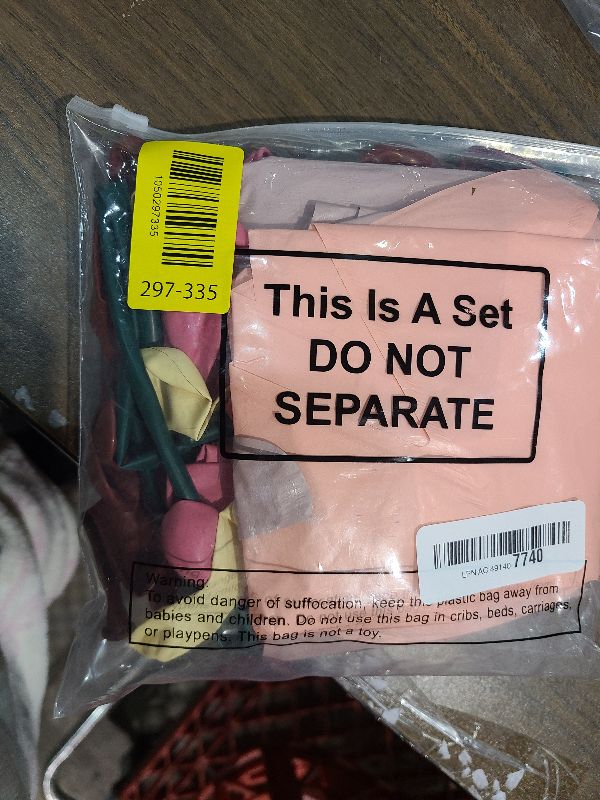 1050297335
297-335
This Is A Set
DO NOT
SEPARATE
7740
Warning:
To avoid danger of suffocation, keep this plastic bag away from
babies and children. Do not use this bag in cribs, beds, carriages,
or playpens. This bag is not a toy.